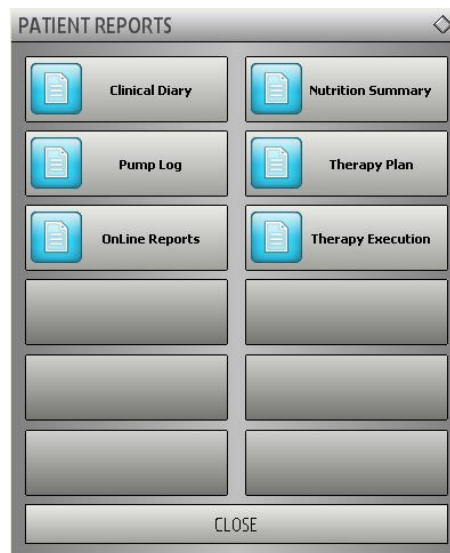 PATIENT REPORTS
Clinical Diary
Nutrition Summary
Pump Log
Therapy Plan
OnLine Reports
Therapy Execution
CLOSE